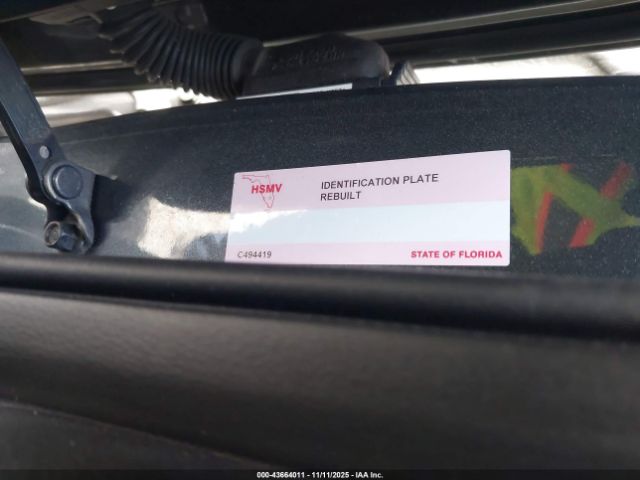 HSMV
IDENTIFICATION PLATE
REBUILT
C494419
STATE OF FLORIDA
000-43664011 - 11/11/2025 - IAA Inc.